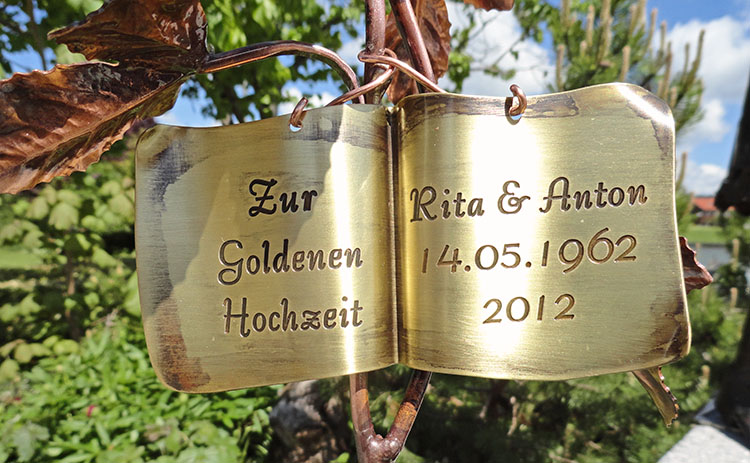 Zur
Goldenen
Hochzeit
Rita & Anton
14.05.1962
2012